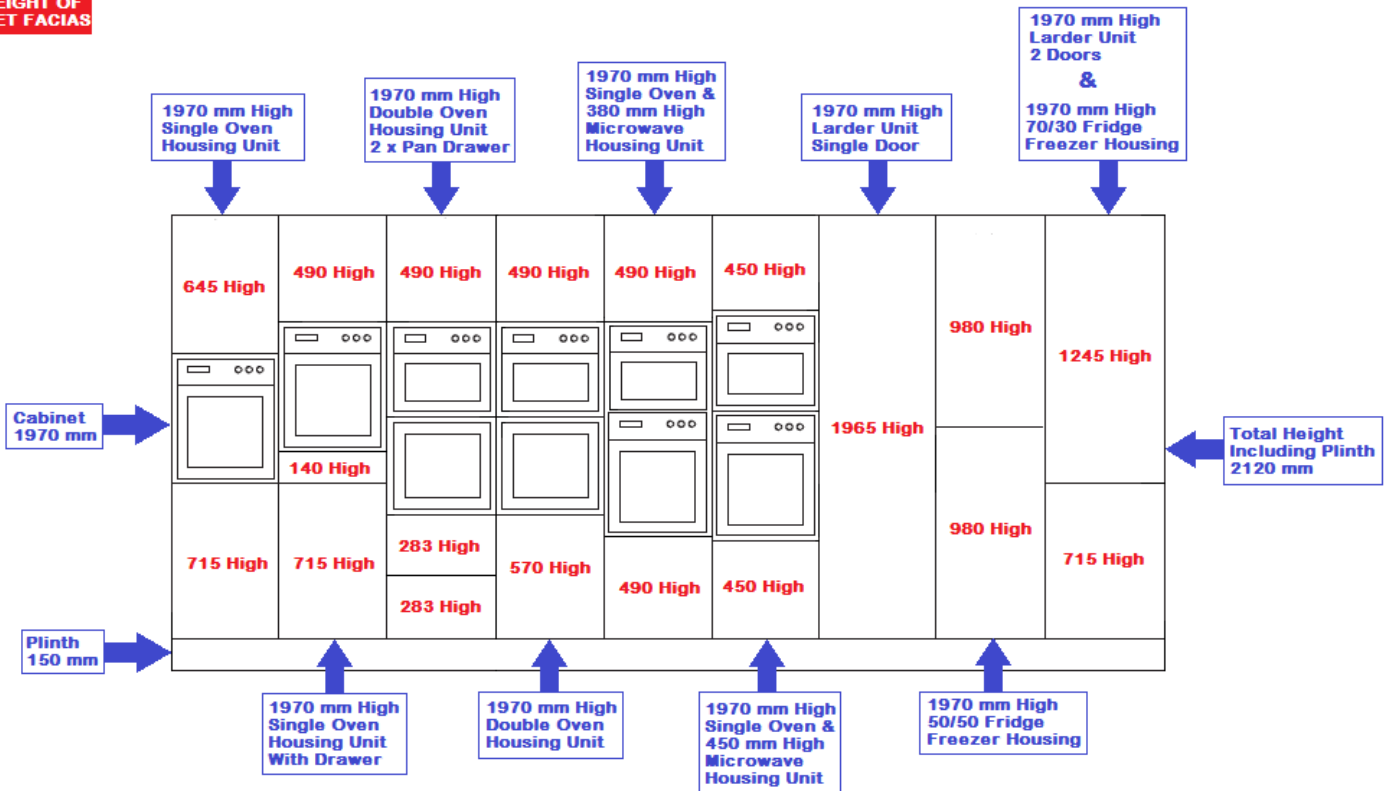 ET FACIAS
1970 mm High
Single Oven
Housing Unit
1970 mm High
Double Oven
Housing Unit
2 x Pan Drawer
1970 mm High
Single Oven &
380 mm High
Microwave
Housing Unit
1970 mm High
Larder Unit
Single Door
1970 mm High
Larder Unit
2 Doors
&
1970 mm High
70/30 Fridge
Freezer Housing
645 High
490 High
490 High
490 High
490 High
450 High
980 High
1245 High
Cabinet
1970 mm
1965 High
Total Height
Including Plinth
2120 mm
140 High
715 High
715 High
283 High
283 High
570 High
490 High
450 High
980 High
715 High
Plinth
150 mm
1970 mm High
Single Oven
Housing Unit
With Drawer
1970 mm High
Double Oven
Housing Unit
1970 mm High
Single Oven &
450 mm High
Microwave
Housing Unit
1970 mm High
50/50 Fridge
Freezer Housing